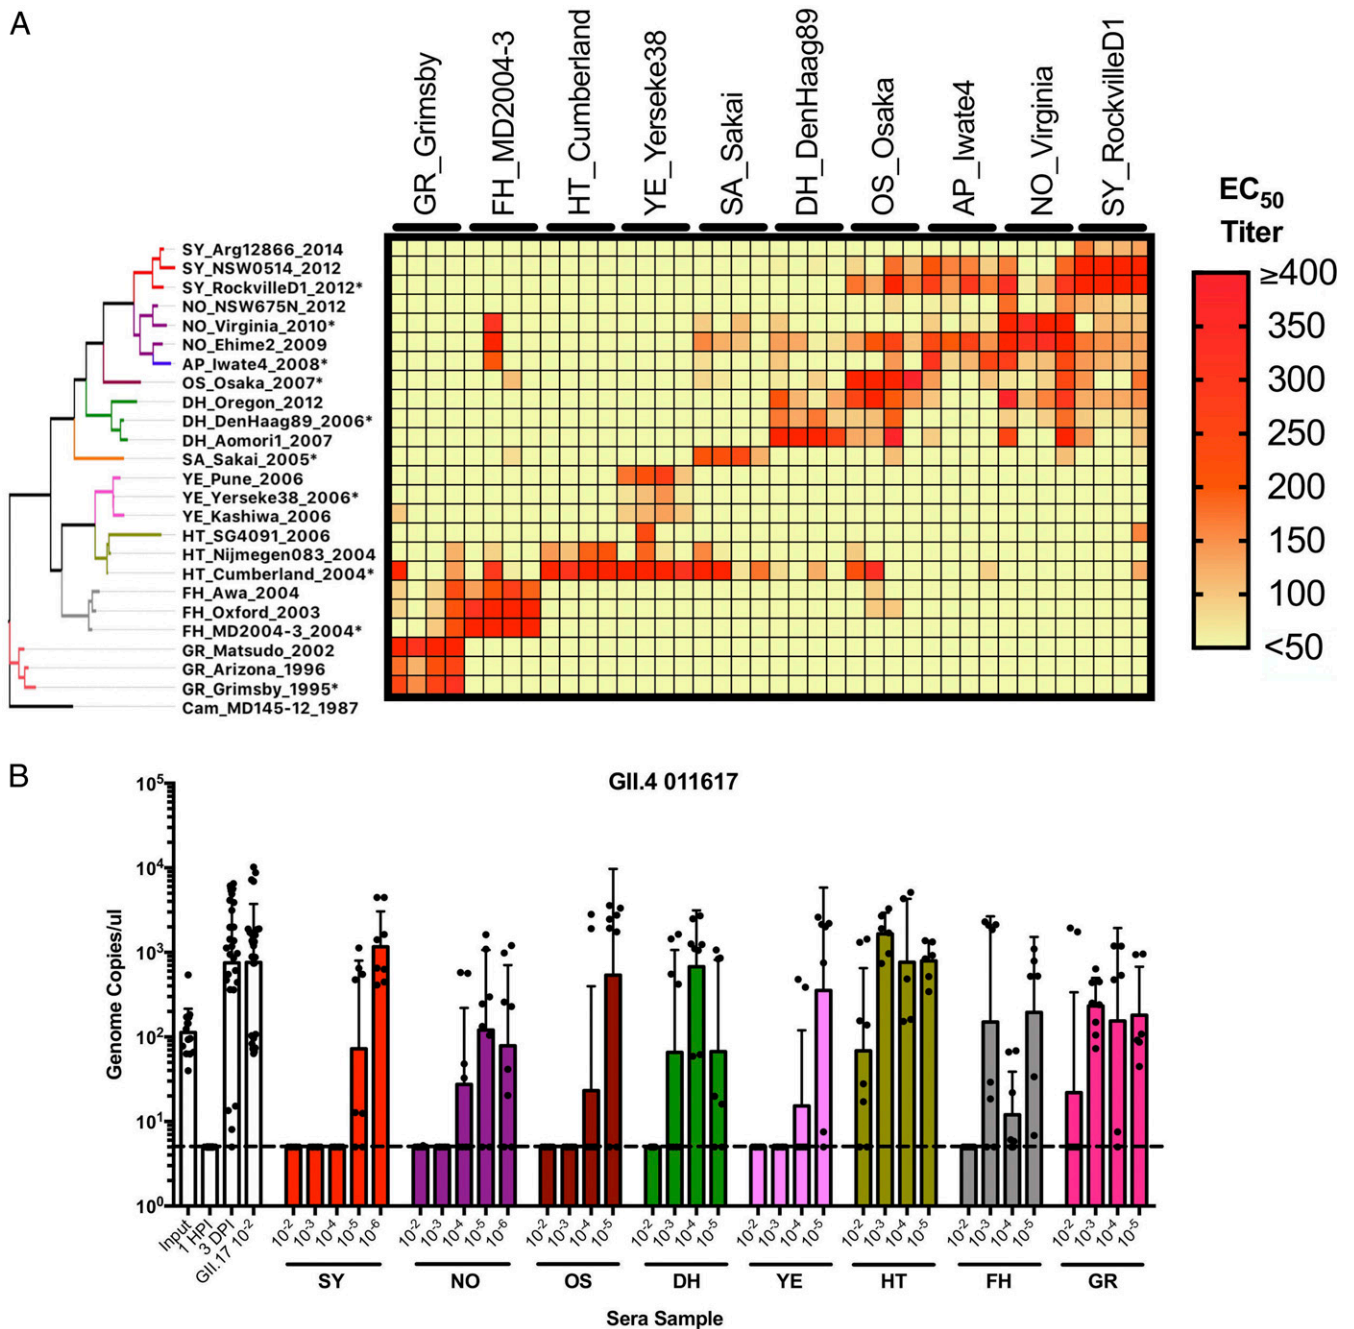 A
GR_Grimsby
FH_MD2004-3
HT_Cumberland
YE_Yerseke38
SA_Sakai
DH_DenHaag89
OS_Osaka
AP_Iwate4
NO_Virginia
SY_RockvilleD1
EC50
Titer
≥400
350
300
250
200
150
100
<50
SY_Arg12866_2014
SY_NSW0514_2012
SY_RockvilleD1_2012*
NO_NSW675N_2012
NO_Virginia_2010*
NO_Ehime2_2009
AP_Iwate4_2008*
OS_Osaka_2007*
DH_Oregon_2012
DH_DenHaag89_2006*
DH_Aomori1_2007
SA_Sakai_2005*
YE_Pune_2006
YE_Yerseke38_2006*
YE_Kashiwa_2006
HT_SG4091_2006
HT_Nijmegen083_2004
HT_Cumberland_2004*
FH_Awa_2004
FH_Oxford_2003
FH_MD2004-3_2004*
GR_Matsudo_2002
GR_Arizona_1996
GR_Grimsby_1995*
Cam_MD145-12_1987
B
GII.4 011617
Genome Copies/ul
10⁵
10⁴
10³
10²
10¹
10⁰
Input
1 HPI
3 DPI
GII.17 10⁻²
10⁻² 10⁻³ 10⁻⁴ 10⁻⁵ 10⁻⁶
10⁻² 10⁻³ 10⁻⁴ 10⁻⁵ 10⁻⁶
10⁻² 10⁻³ 10⁻⁴ 10⁻⁵
10⁻² 10⁻³ 10⁻⁴ 10⁻⁵
10⁻² 10⁻³ 10⁻⁴ 10⁻⁵
10⁻² 10⁻³ 10⁻⁴ 10⁻⁵
10⁻² 10⁻³ 10⁻⁴ 10⁻⁵
10⁻² 10⁻³ 10⁻⁴ 10⁻⁵
SY NO OS DH YE HT FH GR
Sera Sample